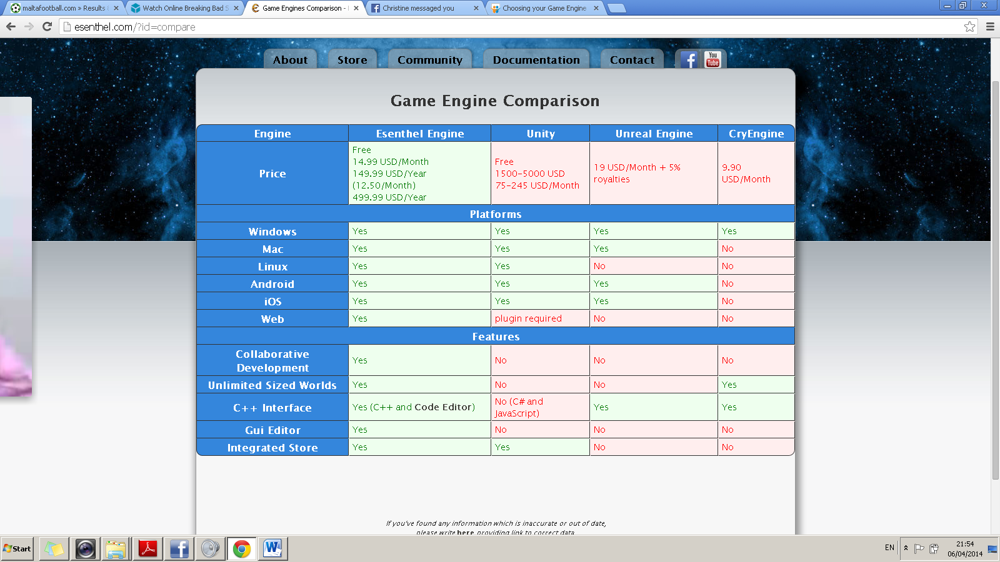 maltafootball.com » Results
Watch Online Breaking Bad S
Game Engines Comparison -
Christine messaged you
Choosing your Game Engine
esenthel.com/?id=compare
About
Store
Community
Documentation
Contact
You
Tube
Game Engine Comparison
Engine
Esenthel Engine
Unity
Unreal Engine
CryEngine
Price
Free
14.99 USD/Month
149.99 USD/Year
(12.50/Month)
499.99 USD/Year
Free
1500-5000 USD
75-245 USD/Month
19 USD/Month + 5%
royalties
9.90
USD/Month
Platforms
Windows
Yes
Yes
Yes
Yes
Mac
Yes
Yes
Yes
No
Linux
Yes
Yes
No
No
Android
Yes
Yes
Yes
No
iOS
Yes
Yes
Yes
No
Web
Yes
plugin required
No
No
Features
Collaborative
Development
Yes
No
No
No
Unlimited Sized Worlds
Yes
No
No
Yes
C++ Interface
Yes (C++ and Code Editor)
No (C# and
JavaScript)
Yes
Yes
Gui Editor
Yes
No
No
No
Integrated Store
Yes
Yes
No
No
If you've found any information which is inaccurate or out of date,
please write here providing link to correct data
Start
EN
21:54
06/04/2014